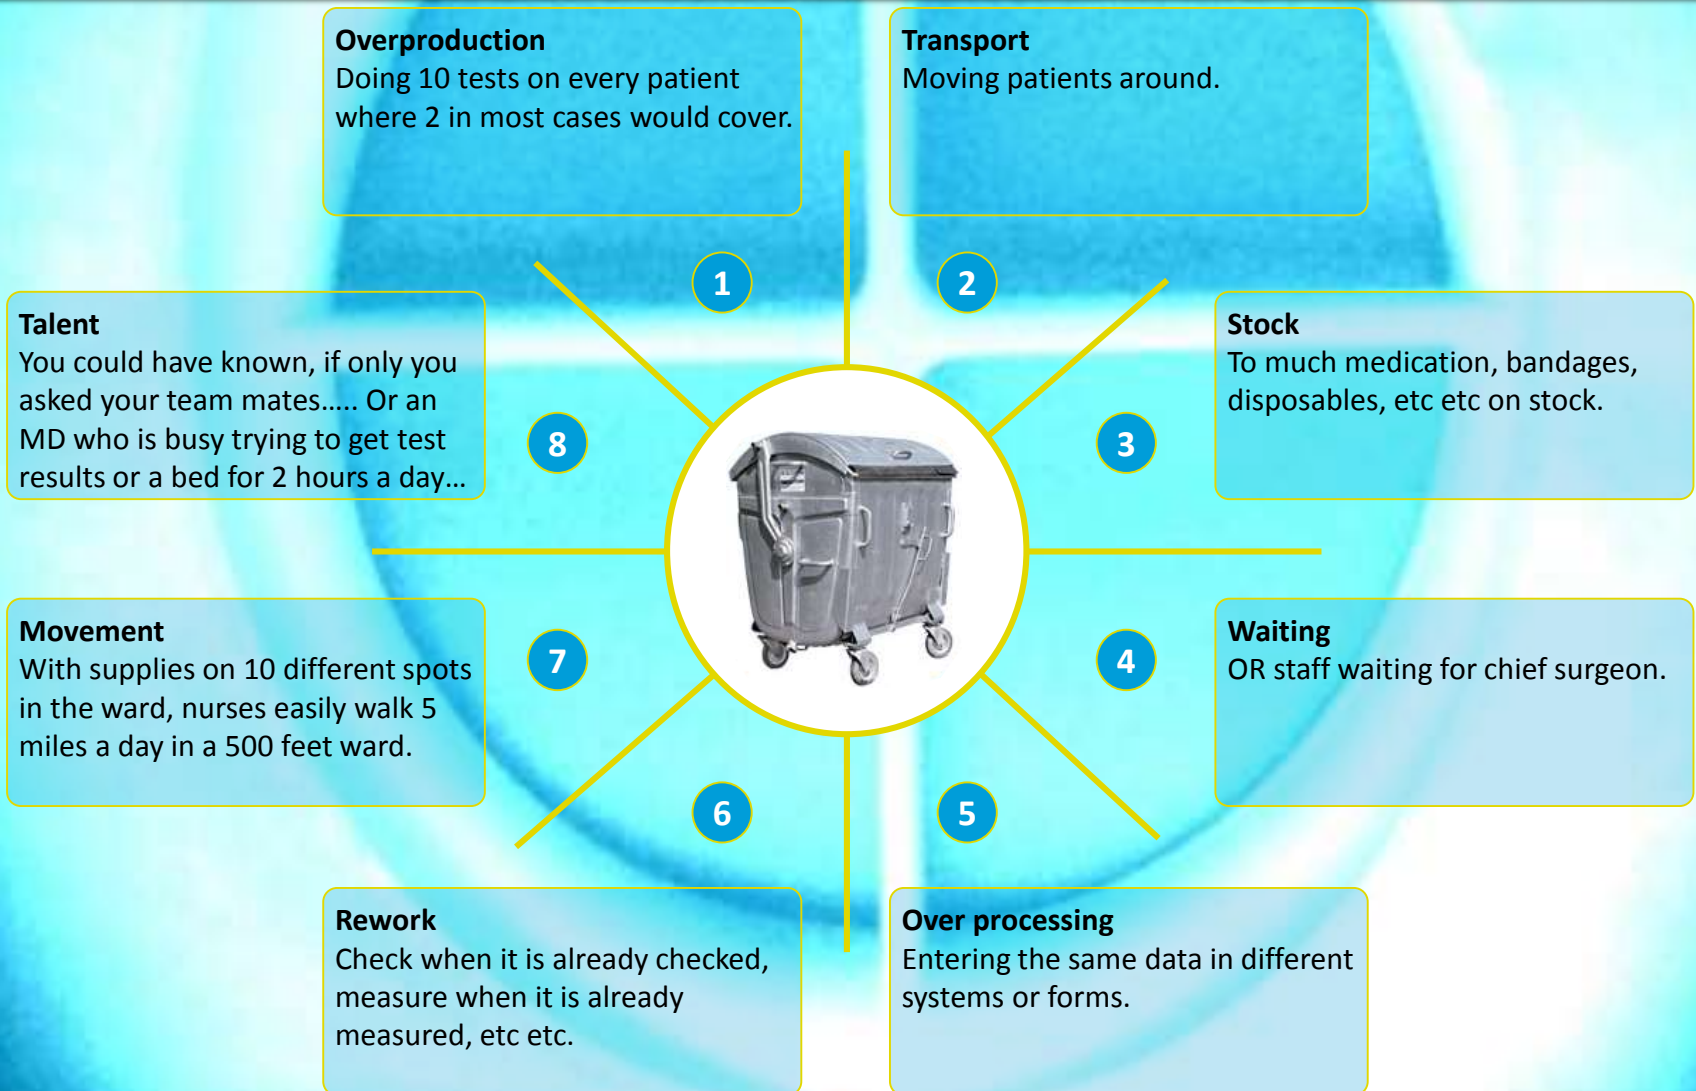 Overproduction
Doing 10 tests on every patient
where 2 in most cases would cover.
1
Transport
Moving patients around.
2
Stock
To much medication, bandages,
disposables, etc etc on stock.
3
Waiting
OR staff waiting for chief surgeon.
4
Over processing
Entering the same data in different
systems or forms.
5
Rework
Check when it is already checked,
measure when it is already
measured, etc etc.
6
Movement
With supplies on 10 different spots
in the ward, nurses easily walk 5
miles a day in a 500 feet ward.
7
Talent
You could have known, if only you
asked your team mates..... Or an
MD who is busy trying to get test
results or a bed for 2 hours a day…
8